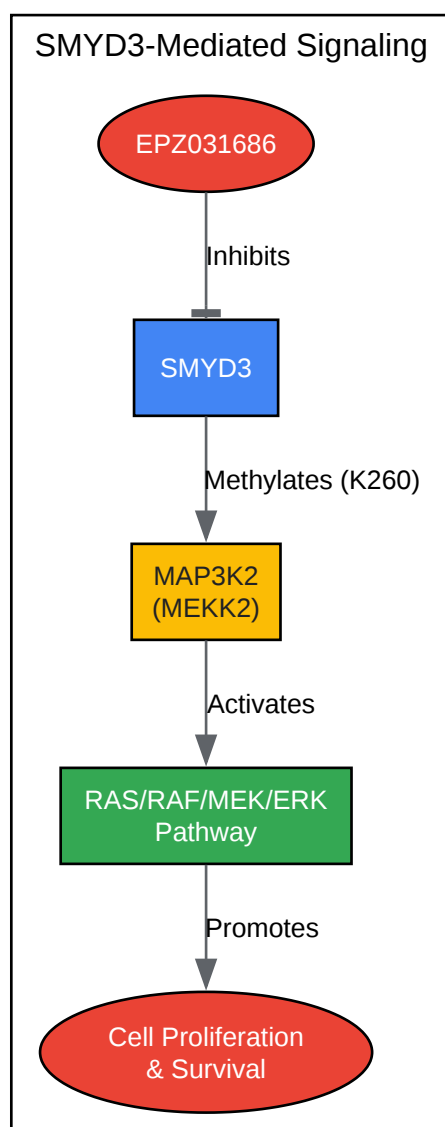 SMYD3-Mediated Signaling
EPZ031686
Inhibits
SMYD3
Methylates (K260)
MAP3K2
(MEKK2)
Activates
RAS/RAF/MEK/ERK
Pathway
Promotes
Cell Proliferation
& Survival